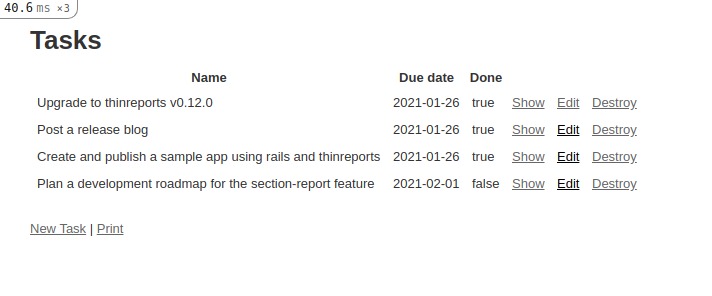 40.6 ms ×3
Tasks
Name Due date Done
Upgrade to thinreports v0.12.0 2021-01-26 true Show Edit Destroy
Post a release blog 2021-01-26 true Show Edit Destroy
Create and publish a sample app using rails and thinreports 2021-01-26 true Show Edit Destroy
Plan a development roadmap for the section-report feature 2021-02-01 false Show Edit Destroy
New Task | Print